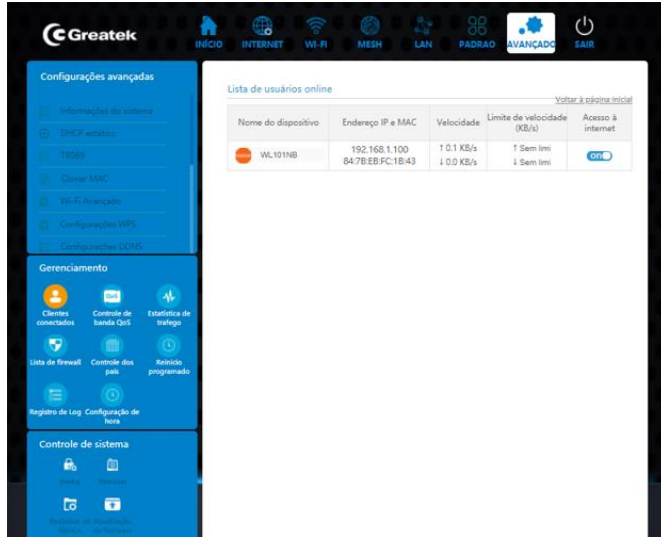 Greatek
INÍCIO INTERNET WI-FI MESH LAN PADRAO AVANÇADO SAIR
Configurações avançadas
Informações do sistema
DHCP estático
TR069
Clonar MAC
Wi-Fi Avançado
Configurações WPS
Configurações DDNS
Gerenciamento
Clientes conectados
Controle de banda QoS
Estatística de trafego
Lista de firewall
Controle dos pais
Reinício programado
Registro de Log
Configuração de hora
Controle de sistema
Lista de usuários online
Voltar à página inicial
Nome do dispositivo Endereço IP e MAC Velocidade Limite de velocidade (KB/s) Acesso à internet
WL101NB 192.168.1.100 ↑ 0.1 KB/s ↑ Sem limi on
84:7B:EB:FC:1B:43 ↓ 0.0 KB/s ↓ Sem limi